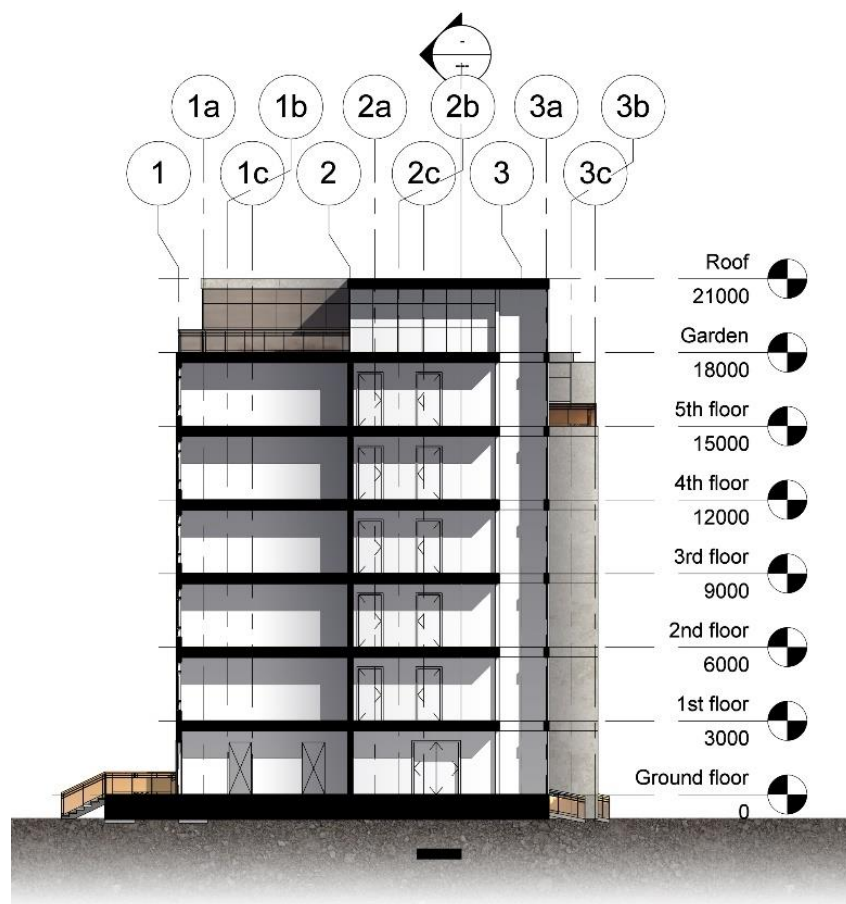 -
---
1a
1b
2a
2b
3a
3b
1
1c
2
2c
3
3c
Roof
21000
Garden
18000
5th floor
15000
4th floor
12000
3rd floor
9000
2nd floor
6000
1st floor
3000
Ground floor
0